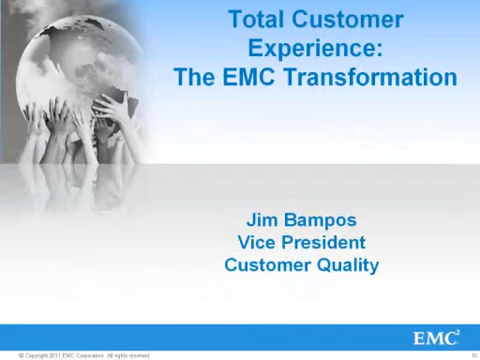 Total Customer
Experience:
The EMC Transformation
Jim Bampos
Vice President
Customer Quality
EMC²
© Copyright 2011 EMC Corporation. All rights reserved.
10